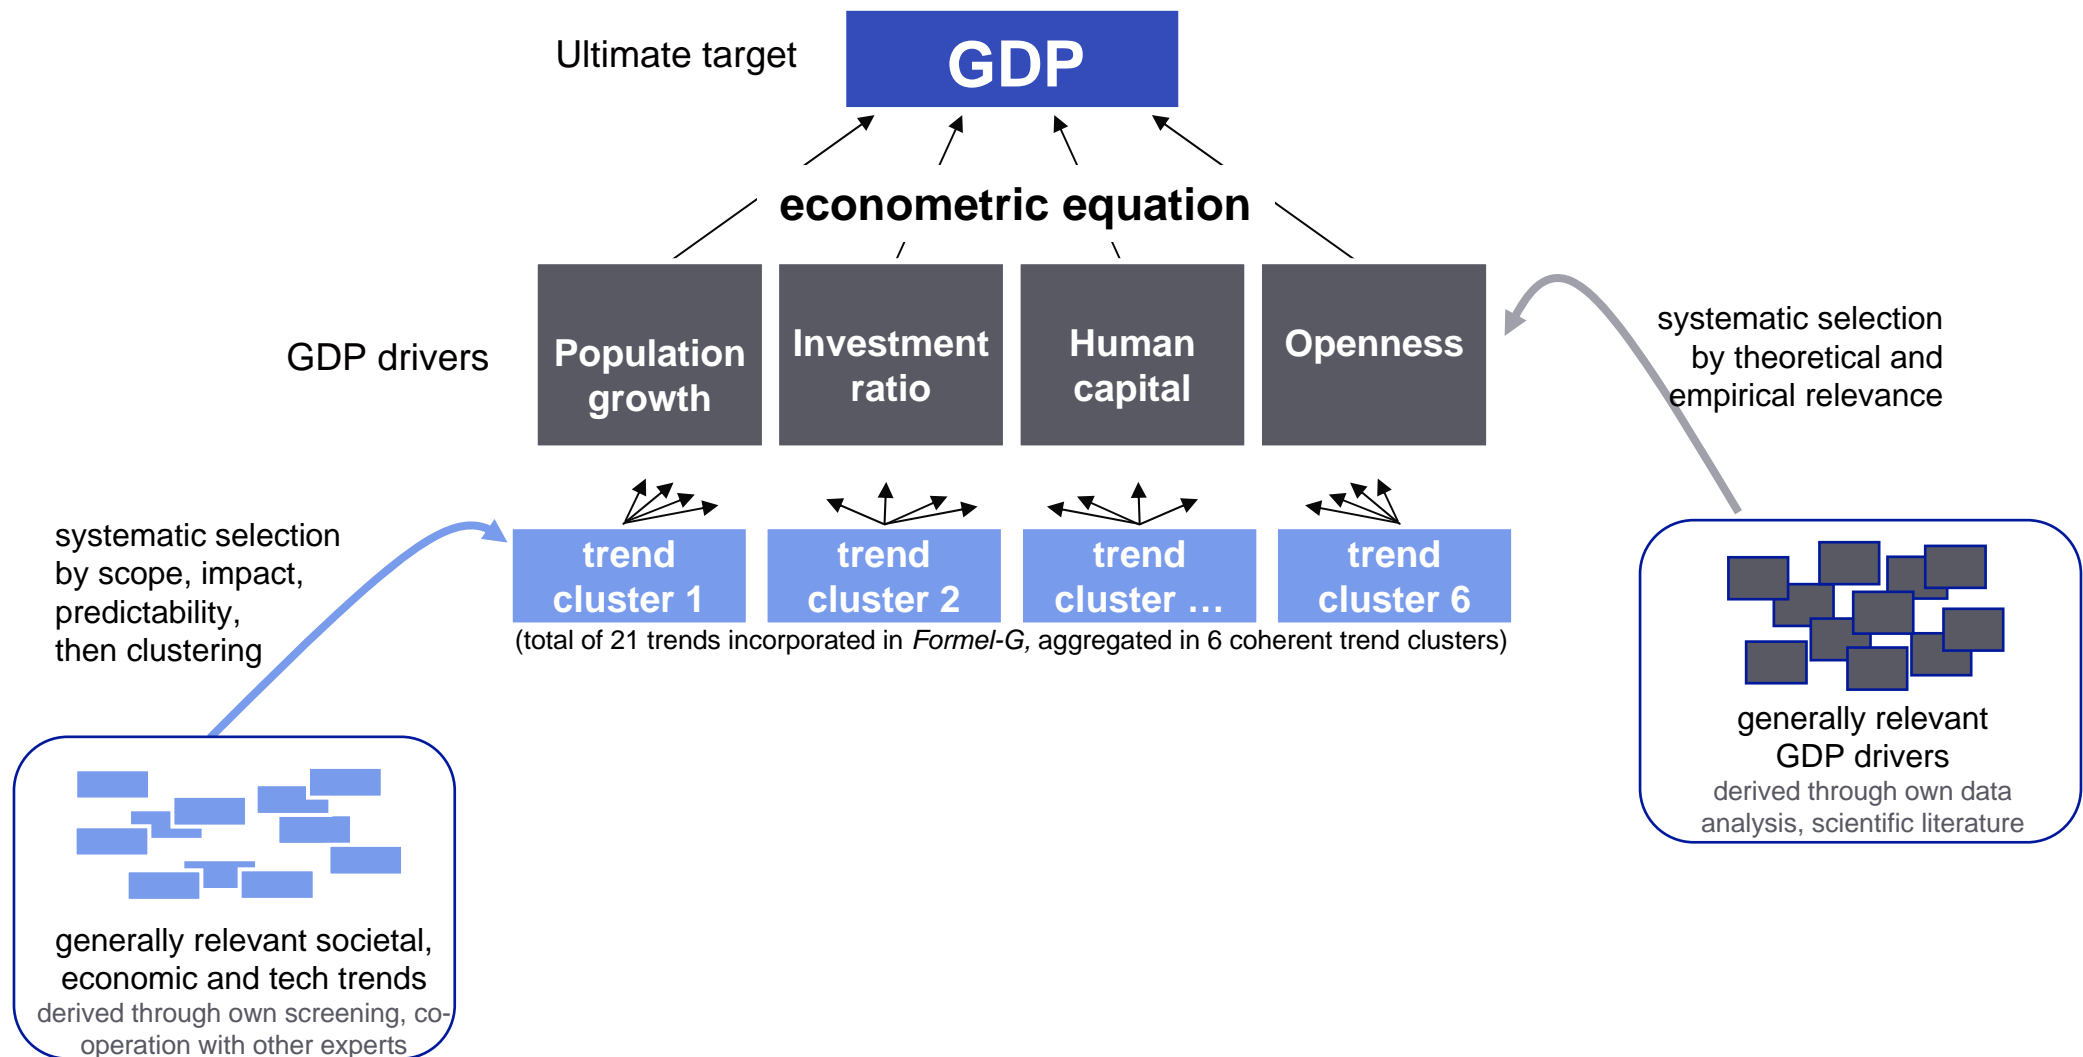 Ultimate target
GDP
econometric equation
GDP drivers
Population
growth
Investment
ratio
Human
capital
Openness
systematic selection
by theoretical and
empirical relevance
systematic selection
by scope, impact,
predictability,
then clustering
trend
cluster 1
trend
cluster 2
trend
cluster …
trend
cluster 6
(total of 21 trends incorporated in Formel-G, aggregated in 6 coherent trend clusters)
generally relevant
GDP drivers
derived through own data
analysis, scientific literature
generally relevant societal,
economic and tech trends
derived through own screening, co-
operation with other experts